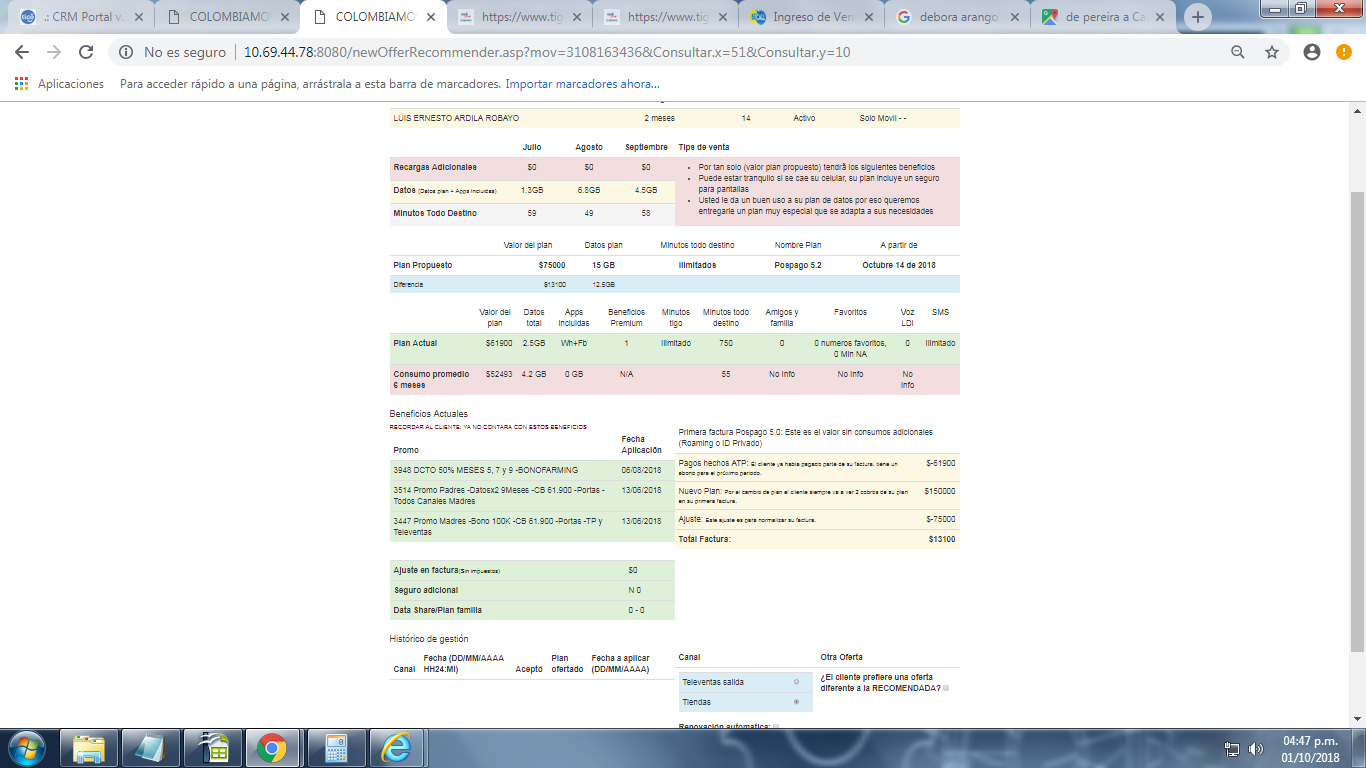 .: CRM Portal v.
COLOMBIAMO
COLOMBIAMO
https://www.tig
https://www.tig
Ingreso de Ven
debora arango
de pereira a Ca
No es seguro
10.69.44.78:8080/newOfferRecommender.asp?mov=3108163436&Consultar.x=51&Consultar.y=10
Aplicaciones
Para acceder rápido a una página, arrástrala a esta barra de marcadores. Importar marcadores ahora...
LUIS ERNESTO ARDILA ROBAYO 2 meses 14 Activo Solo Movil - -
Julio Agosto Septiembre
Recargas Adicionales $0 $0 $0
Datos (Datos plan + Apps incluidas) 1.3GB 6.8GB 4.5GB
Minutos Todo Destino 59 49 58
Tips de venta
Por tan solo (valor plan propuesto) tendrã los siguientes beneficios
Puede estar tranquilo si se cae su celular, su plan incluye un seguro
para pantallas
Usted le da un buen uso a su plan de datos por eso queremos
entregarle un plan muy especial que se adapta a sus necesidades
Valor del plan Datos plan Minutos todo destino Nombre Plan A partir de
Plan Propuesto $75000 15 GB Ilimitados Pospago 5.2 Octubre 14 de 2018
Diferencia $13100 12.5GB
Valor del plan Datos total Apps incluidas Beneficios Premium Minutos tigo Minutos todo destino Amigos y familia Favoritos Voz LDI SMS
Plan Actual $61900 2.5GB Wh+Fb 1 Ilimitado 750 0 0 numeros favoritos, 0 Min NA 0 Ilimitado
Consumo promedio 6 meses $52493 4.2 GB 0 GB N/A 55 No Info No Info No Info
Beneficios Actuales
RECORDAR AL CLIENTE: YA NO CONTARA CON ESTOS BENEFICIOS
Promo Fecha Aplicación
3948 DCTO 50% MESES 5, 7 y 9 -BONOFARMING 06/08/2018
3514 Promo Padres -Datosx2 9Meses -CB 61.900 -Portas - 13/06/2018
Todos Canales Madres
3447 Promo Madres -Bono 100K -CB 61.900 -Portas -TP y 13/06/2018
Televentas
Primera factura Pospago 5.0: Este es el valor sin consumos adicionales
(Roaming o ID Privado)
Pagos hechos ATP: El cliente ya había pagado parte de su factura, tiene un $-61900
abono para el próximo periodo.
Nuevo Plan: Por el cambio de plan el cliente siempre va a ver 2 cobros de su plan $150000
en su primera factura.
Ajuste: Este ajuste es para normalizar su factura. $-75000
Total Factura: $13100
Ajuste en factura(Sin impuestos) $0
Seguro adicional N 0
Data Share/Plan familia 0 - 0
Histórico de gestión
Canal Fecha (DD/MM/AAAA HH24:MI) Aceptó Plan ofertado Fecha a aplicar (DD/MM/AAAA)
Canal Otra Oferta
Televentas salida
Tiendas
¿El cliente prefiere una oferta
diferente a la RECOMENDADA?
Renovación automatica:
04:47 p.m.
01/10/2018